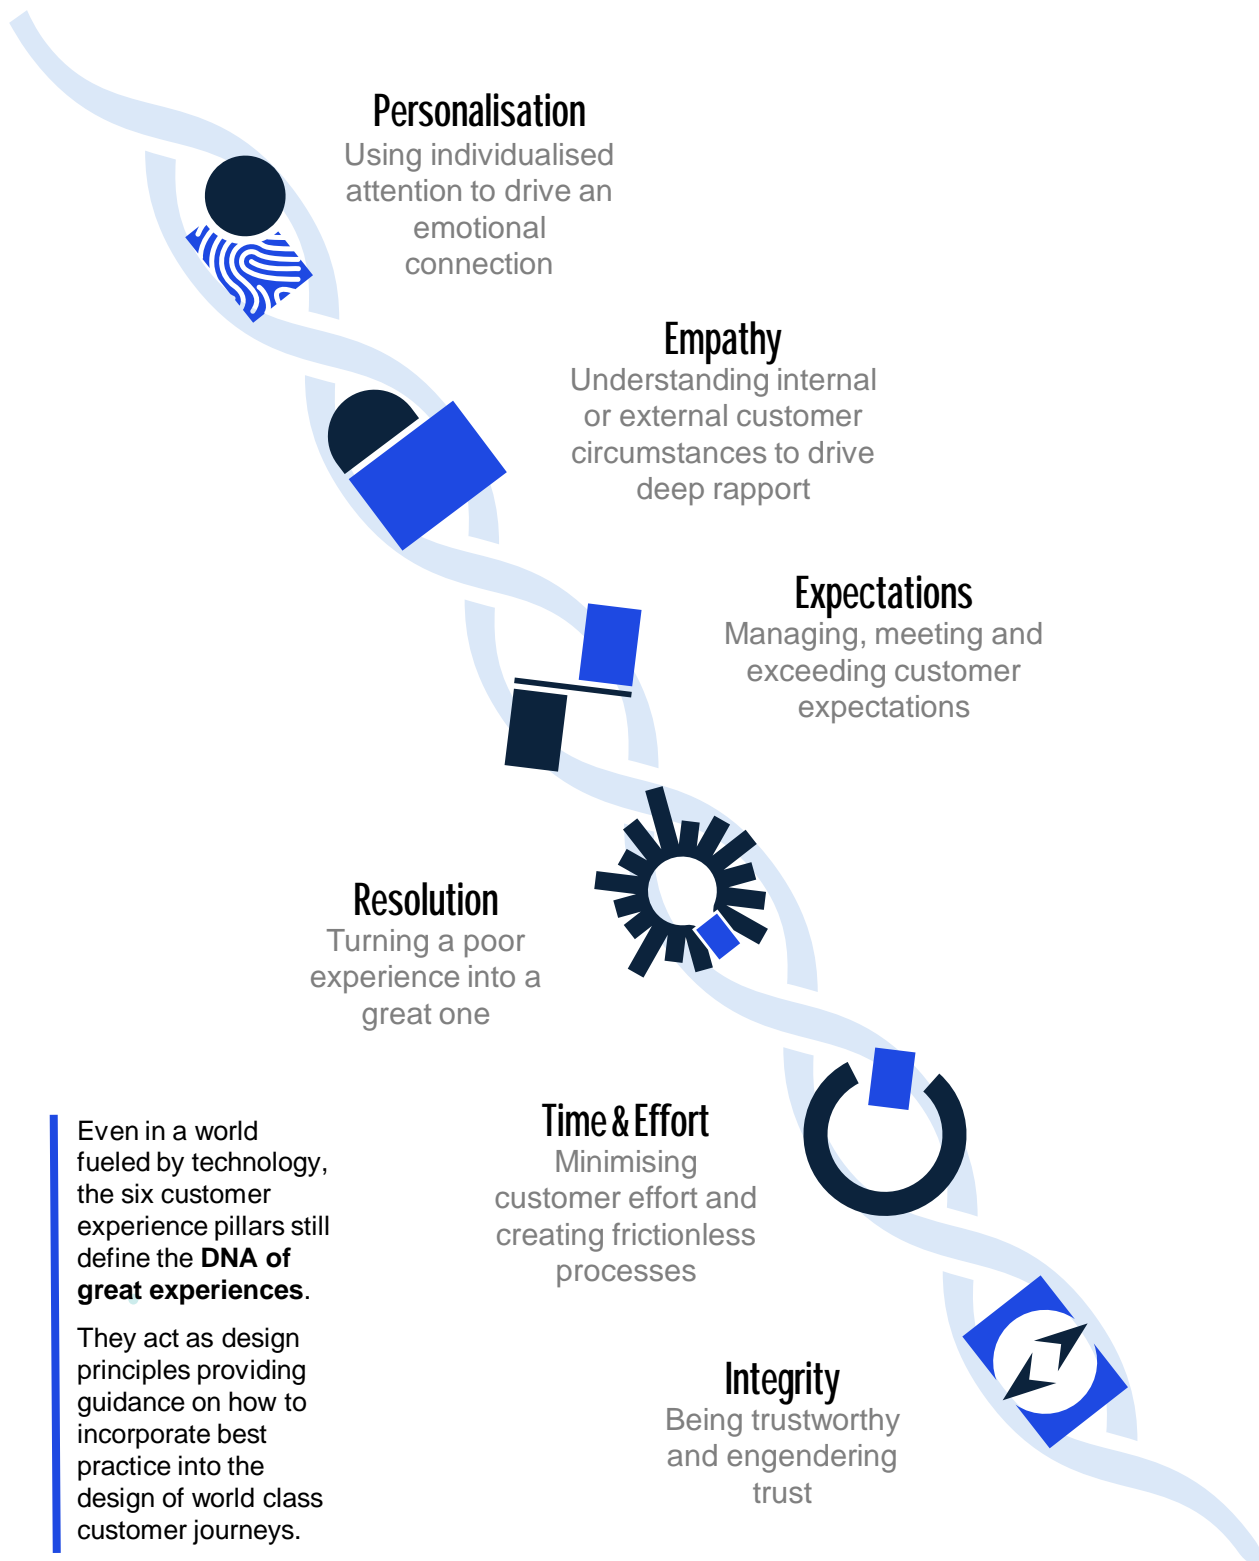 Personalisation
Using individualised
attention to drive an
emotional
connection
Empathy
Understanding internal
or external customer
circumstances to drive
deep rapport
Expectations
Managing, meeting and
exceeding customer
expectations
Resolution
Turning a poor
experience into a
great one
Time & Effort
Minimising
customer effort and
creating frictionless
processes
Integrity
Being trustworthy
and engendering
trust
Even in a world
fueled by technology,
the six customer
experience pillars still
define the DNA of
great experiences.
They act as design
principles providing
guidance on how to
incorporate best
practice into the
design of world class
customer journeys.